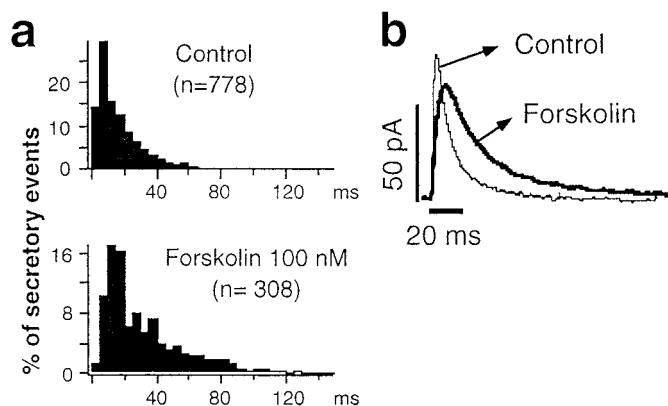 a
Control
(n=778)
20
10
0
40
80
120
ms
% of secretory events
Forskolin 100 nM
(n= 308)
16
8
0
40
80
120
ms
b
Control
Forskolin
50 pA
20 ms